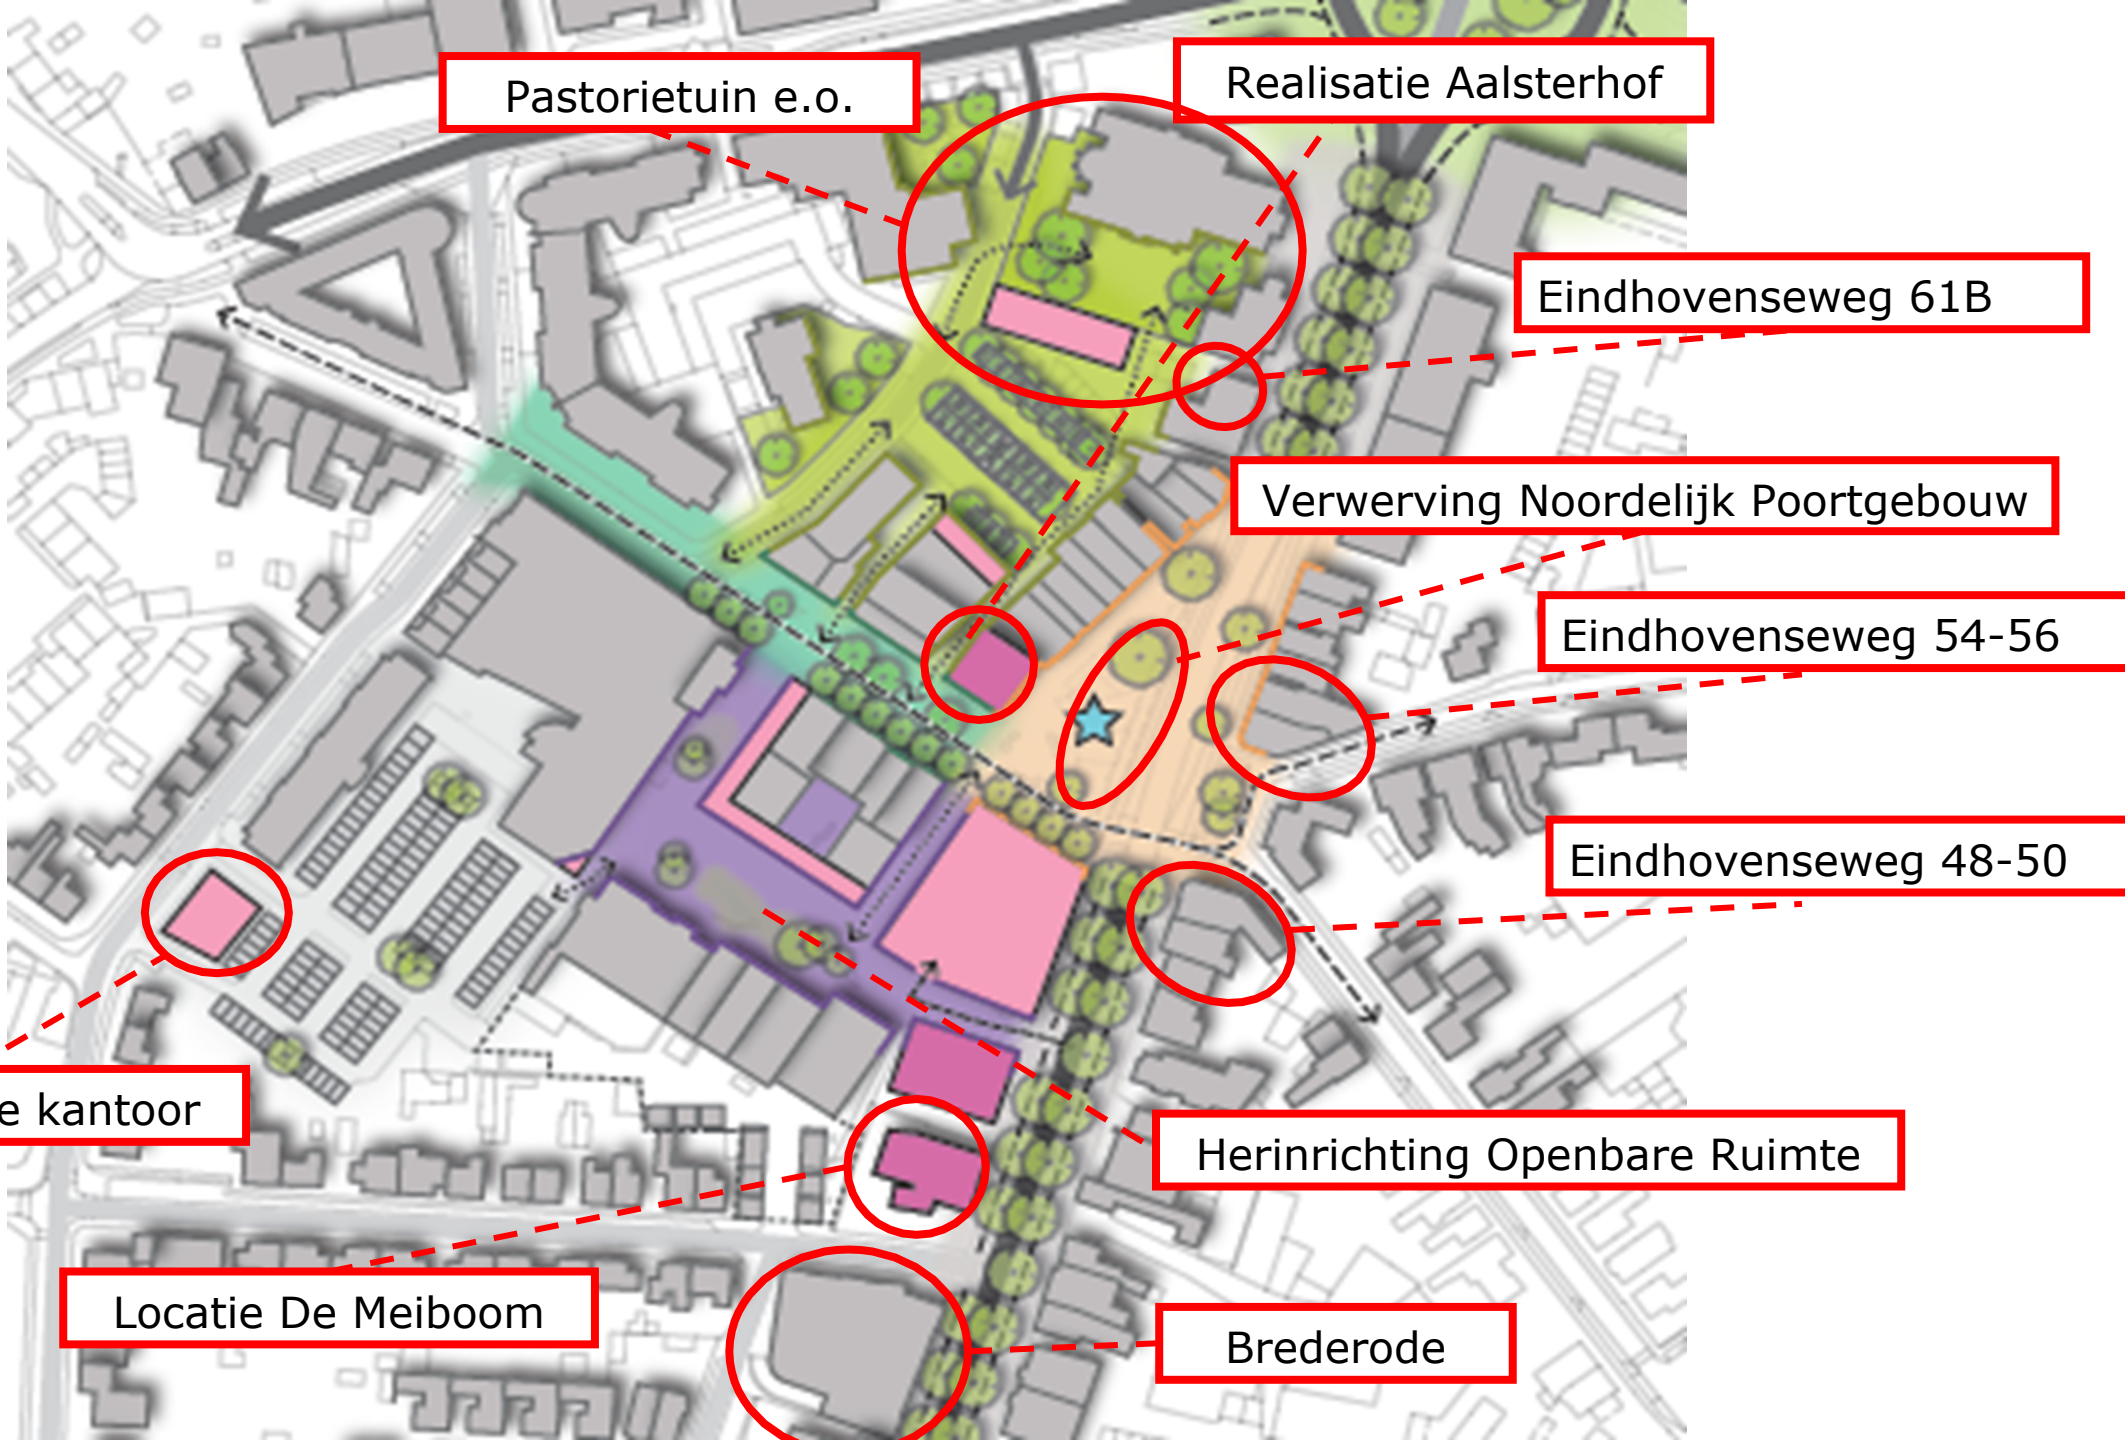 Pastorietuin e.o.
Realisatie Aalsterhof
Eindhovenseweg 61B
Verwerving Noordelijk Poortgebouw
Eindhovenseweg 54-56
Eindhovenseweg 48-50
e kantoor
Herinrichting Openbare Ruimte
Locatie De Meiboom
Brederode